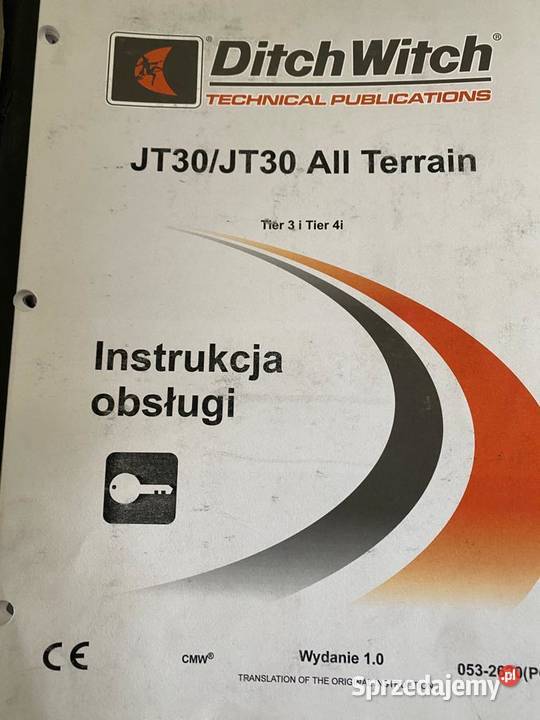 DitchWitch®
TECHNICAL PUBLICATIONS
JT30/JT30 All Terrain
Tier 3 i Tier 4i
Instrukcja
obsługi
CE
CMW®
Wydanie 1.0
TRANSLATION OF THE
Sprzedajemy.pl